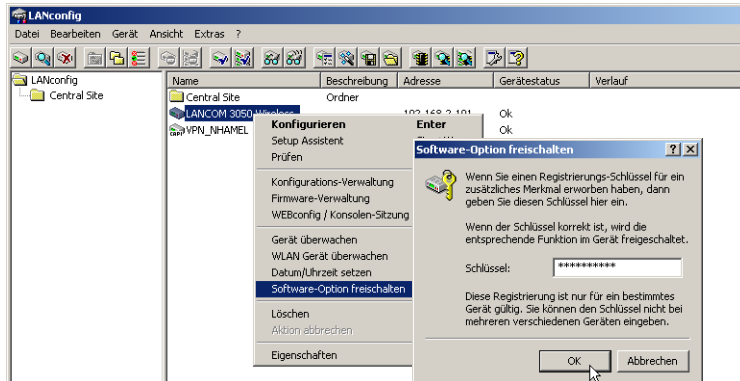 LANconfig
Datei Bearbeiten Gerät Ansicht Extras ?
LANconfig
Central Site
Name Beschreibung Adresse Gerätestatus Verlauf
Central Site Ordner
LANCOM 3050 Wireless 192.168.2.101 Ok
VPN_NHAMEL Ok
Konfigurieren Enter
Setup Assistent
Prüfen
Konfigurations-Verwaltung
Firmware-Verwaltung
WEBconfig / Konsolen-Sitzung
Gerät überwachen
WLAN Gerät überwachen
Datum/Uhrzeit setzen
Software-Option freischalten
Löschen
Aktion abbrechen
Eigenschaften
Software-Option freischalten
Wenn Sie einen Registrierungs-Schlüssel für ein
zusätzliches Merkmal erworben haben, dann
geben Sie diesen Schlüssel hier ein.
Wenn der Schlüssel korrekt ist, wird die
entsprechende Funktion im Gerät freigeschaltet.
Schlüssel: **********
Diese Registrierung ist nur für ein bestimmtes
Gerät gültig. Sie können den Schlüssel nicht bei
mehreren verschiedenen Geräten eingeben.
OK Abbrechen